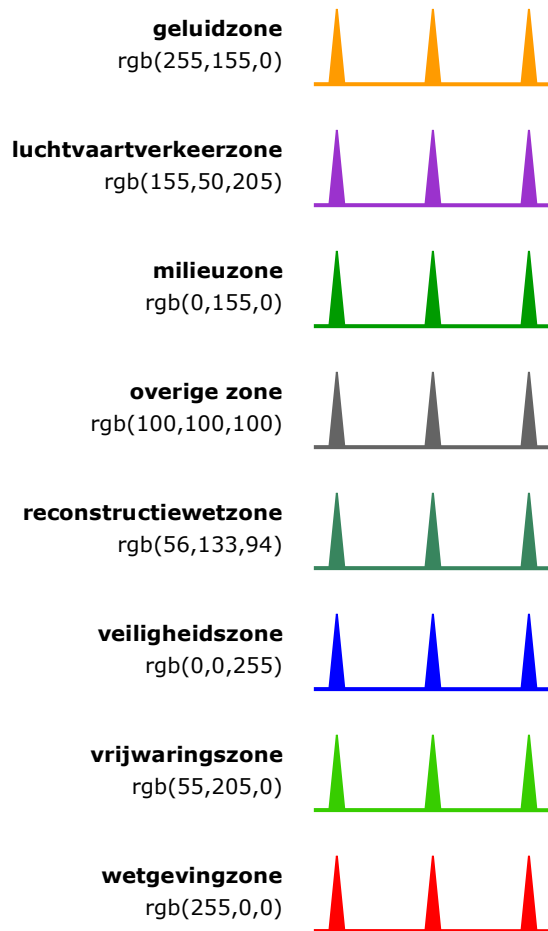 geluidzone
rgb(255,155,0)
luchtvaartverkeerzone
rgb(155,50,205)
milieuzone
rgb(0,155,0)
overige zone
rgb(100,100,100)
reconstructiewetzone
rgb(56,133,94)
veiligheidszone
rgb(0,0,255)
vrijwaringszone
rgb(55,205,0)
wetgevingzone
rgb(255,0,0)